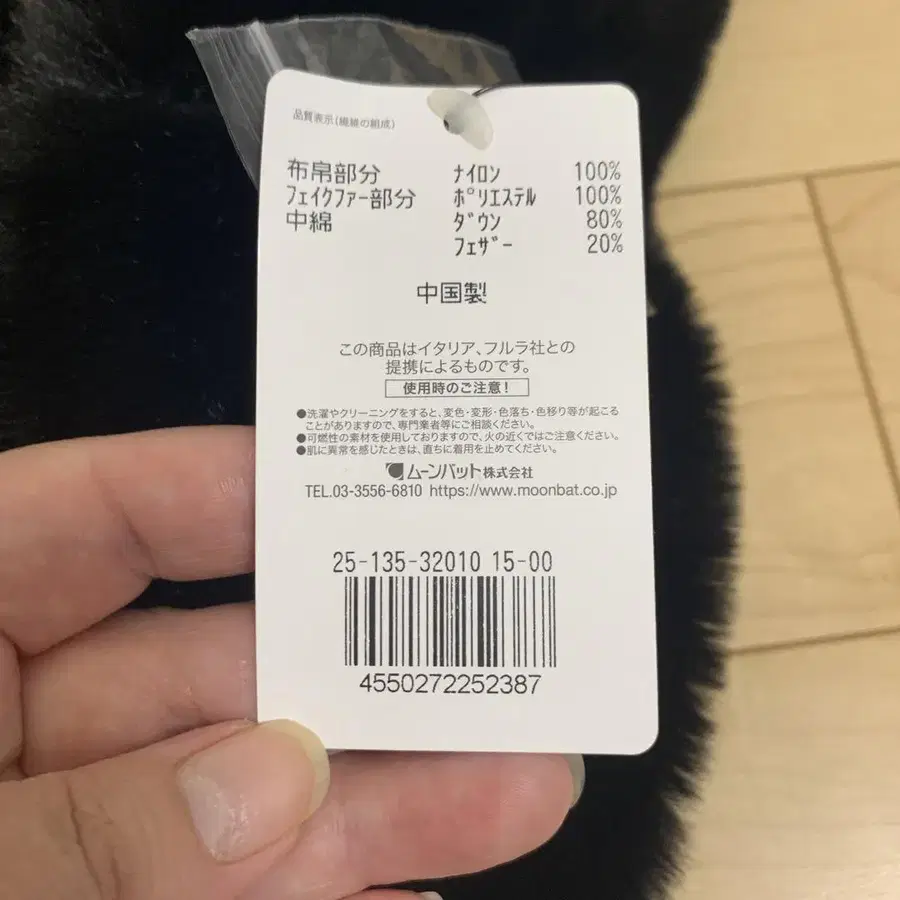 品質表示(繊維の組成)
布帛部分 ナイロン 100%
フェイクファー部分 ポリエステル 100%
中綿 ダウン 80%
フェザー 20%
中国製
この商品はイタリア、フルラ社との
提携によるものです。
使用時のご注意！
●洗濯やクリーニングをすると、変色・変形・色落ち・色移り等が起こる
ことがありますので、専門業者等にご相談ください。
●可燃性の素材を使用しておりますので、火の近くではご注意ください。
●肌に異常を感じたときは、直ちに着用を止めてください。
ムーンバット株式会社
TEL.03-3556-6810 https://www.moonbat.co.jp
25-135-32010 15-00
4550272252387